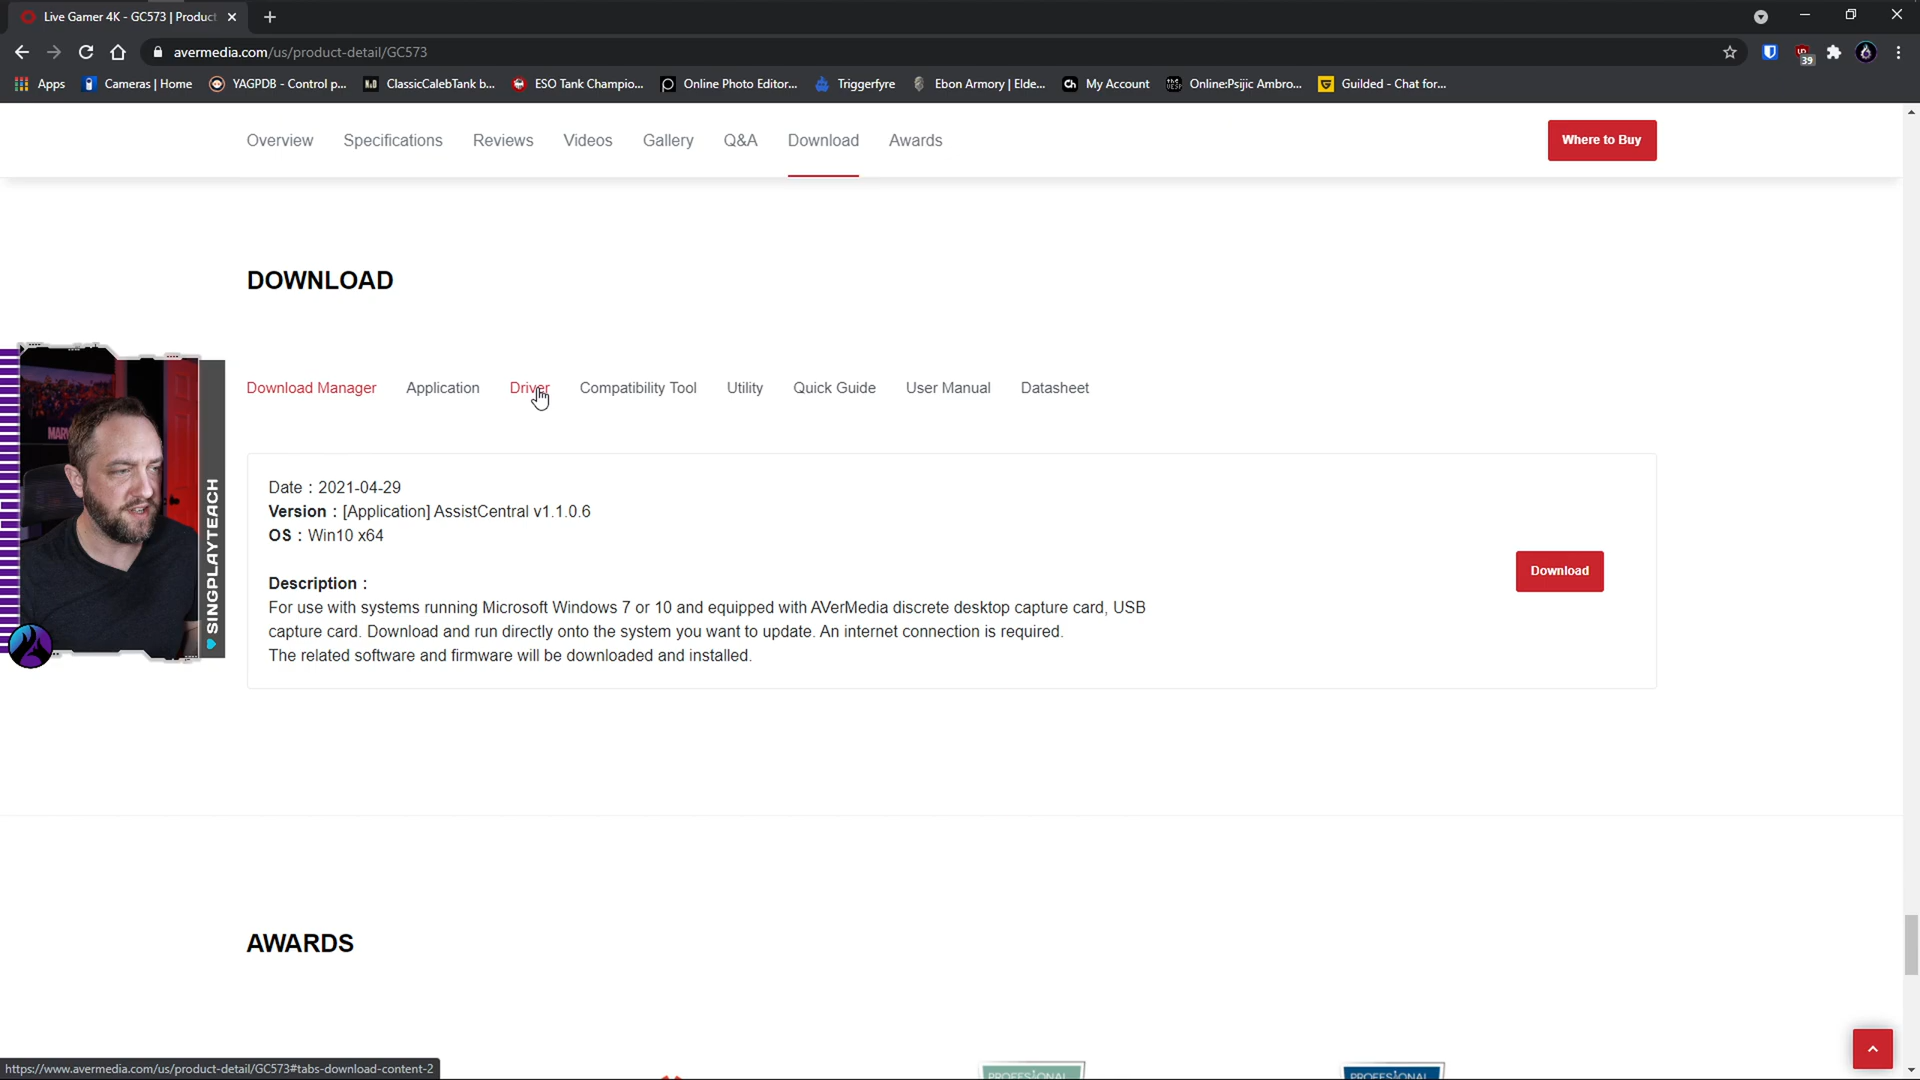 Live Gamer 4K - GC573 | Product
avermedia.com/us/product-detail/GC573
39
Apps
Cameras | Home
YAGPDB - Control p...
ClassicCalebTank b...
ESO Tank Champio...
Online Photo Editor...
Triggerfyre
Ebon Armory | Elde...
My Account
Online:Psijic Ambro...
Guilded - Chat for...
Overview
Specifications
Reviews
Videos
Gallery
Q&A
Download
Awards
Where to Buy
DOWNLOAD
Download Manager
Application
Driver
Compatibility Tool
Utility
Quick Guide
User Manual
Datasheet
SINGPLAYTEACH
Date : 2021-04-29
Version : [Application] AssistCentral v1.1.0.6
OS : Win10 x64
Description :
For use with systems running Microsoft Windows 7 or 10 and equipped with AVerMedia discrete desktop capture card, USB
capture card. Download and run directly onto the system you want to update. An internet connection is required.
The related software and firmware will be downloaded and installed.
Download
AWARDS
PROFESSIONAL
PROFESSIONAL
https://www.avermedia.com/us/product-detail/GC573#tabs-download-content-2